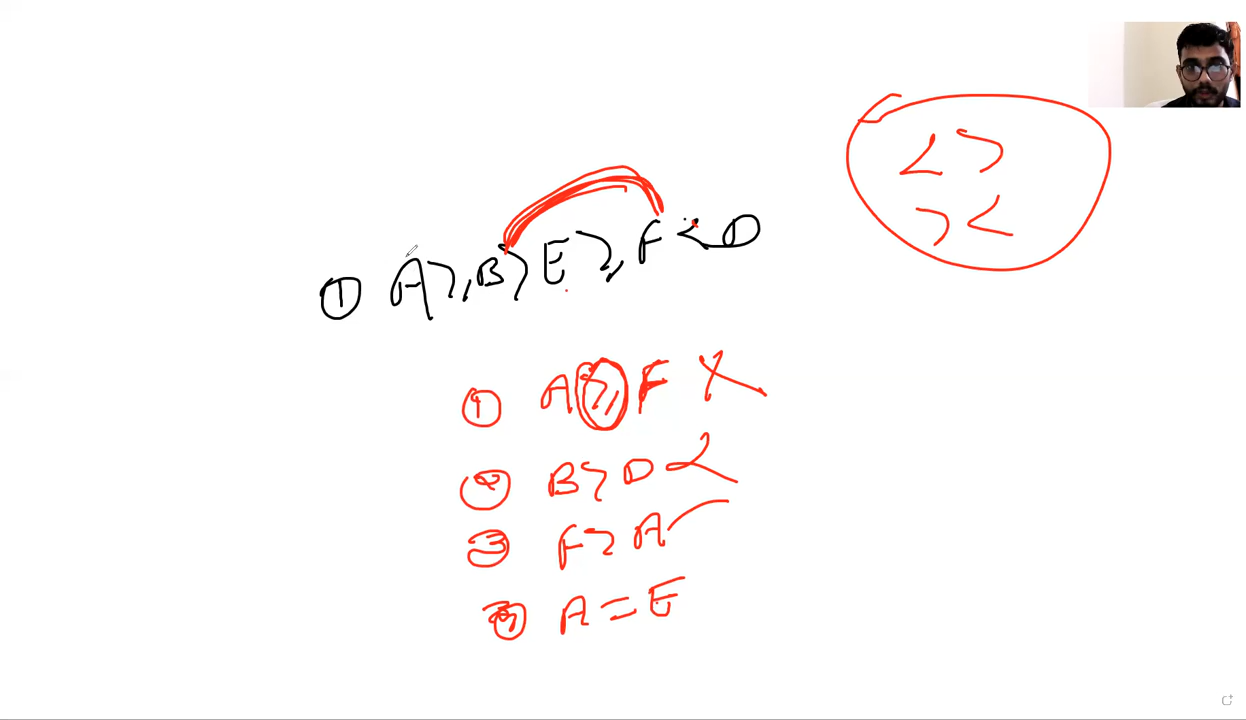 < >
> <
① A ≥ B > E ≥ F < D
① A ≥ F X
② B > D
③ F > A
④ A = E